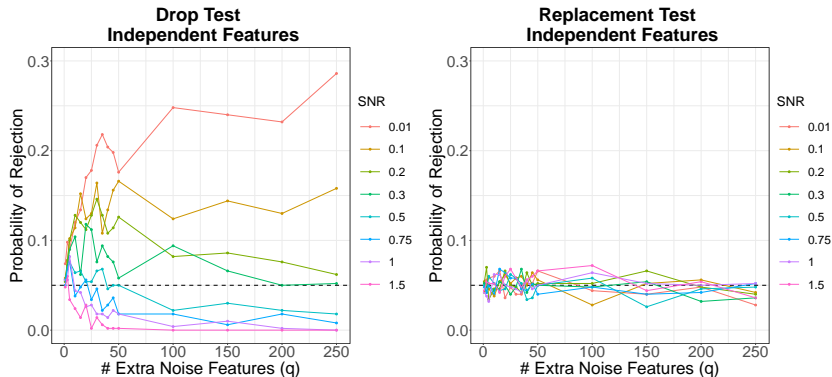 Drop Test
Independent Features
Probability of Rejection
0.3
0.2
0.1
0.0
0 50 100 150 200 250
# Extra Noise Features (q)
SNR
0.01
0.1
0.2
0.3
0.5
0.75
1
1.5
Replacement Test
Independent Features
Probability of Rejection
0.3
0.2
0.1
0.0
0 50 100 150 200 250
# Extra Noise Features (q)
SNR
0.01
0.1
0.2
0.3
0.5
0.75
1
1.5